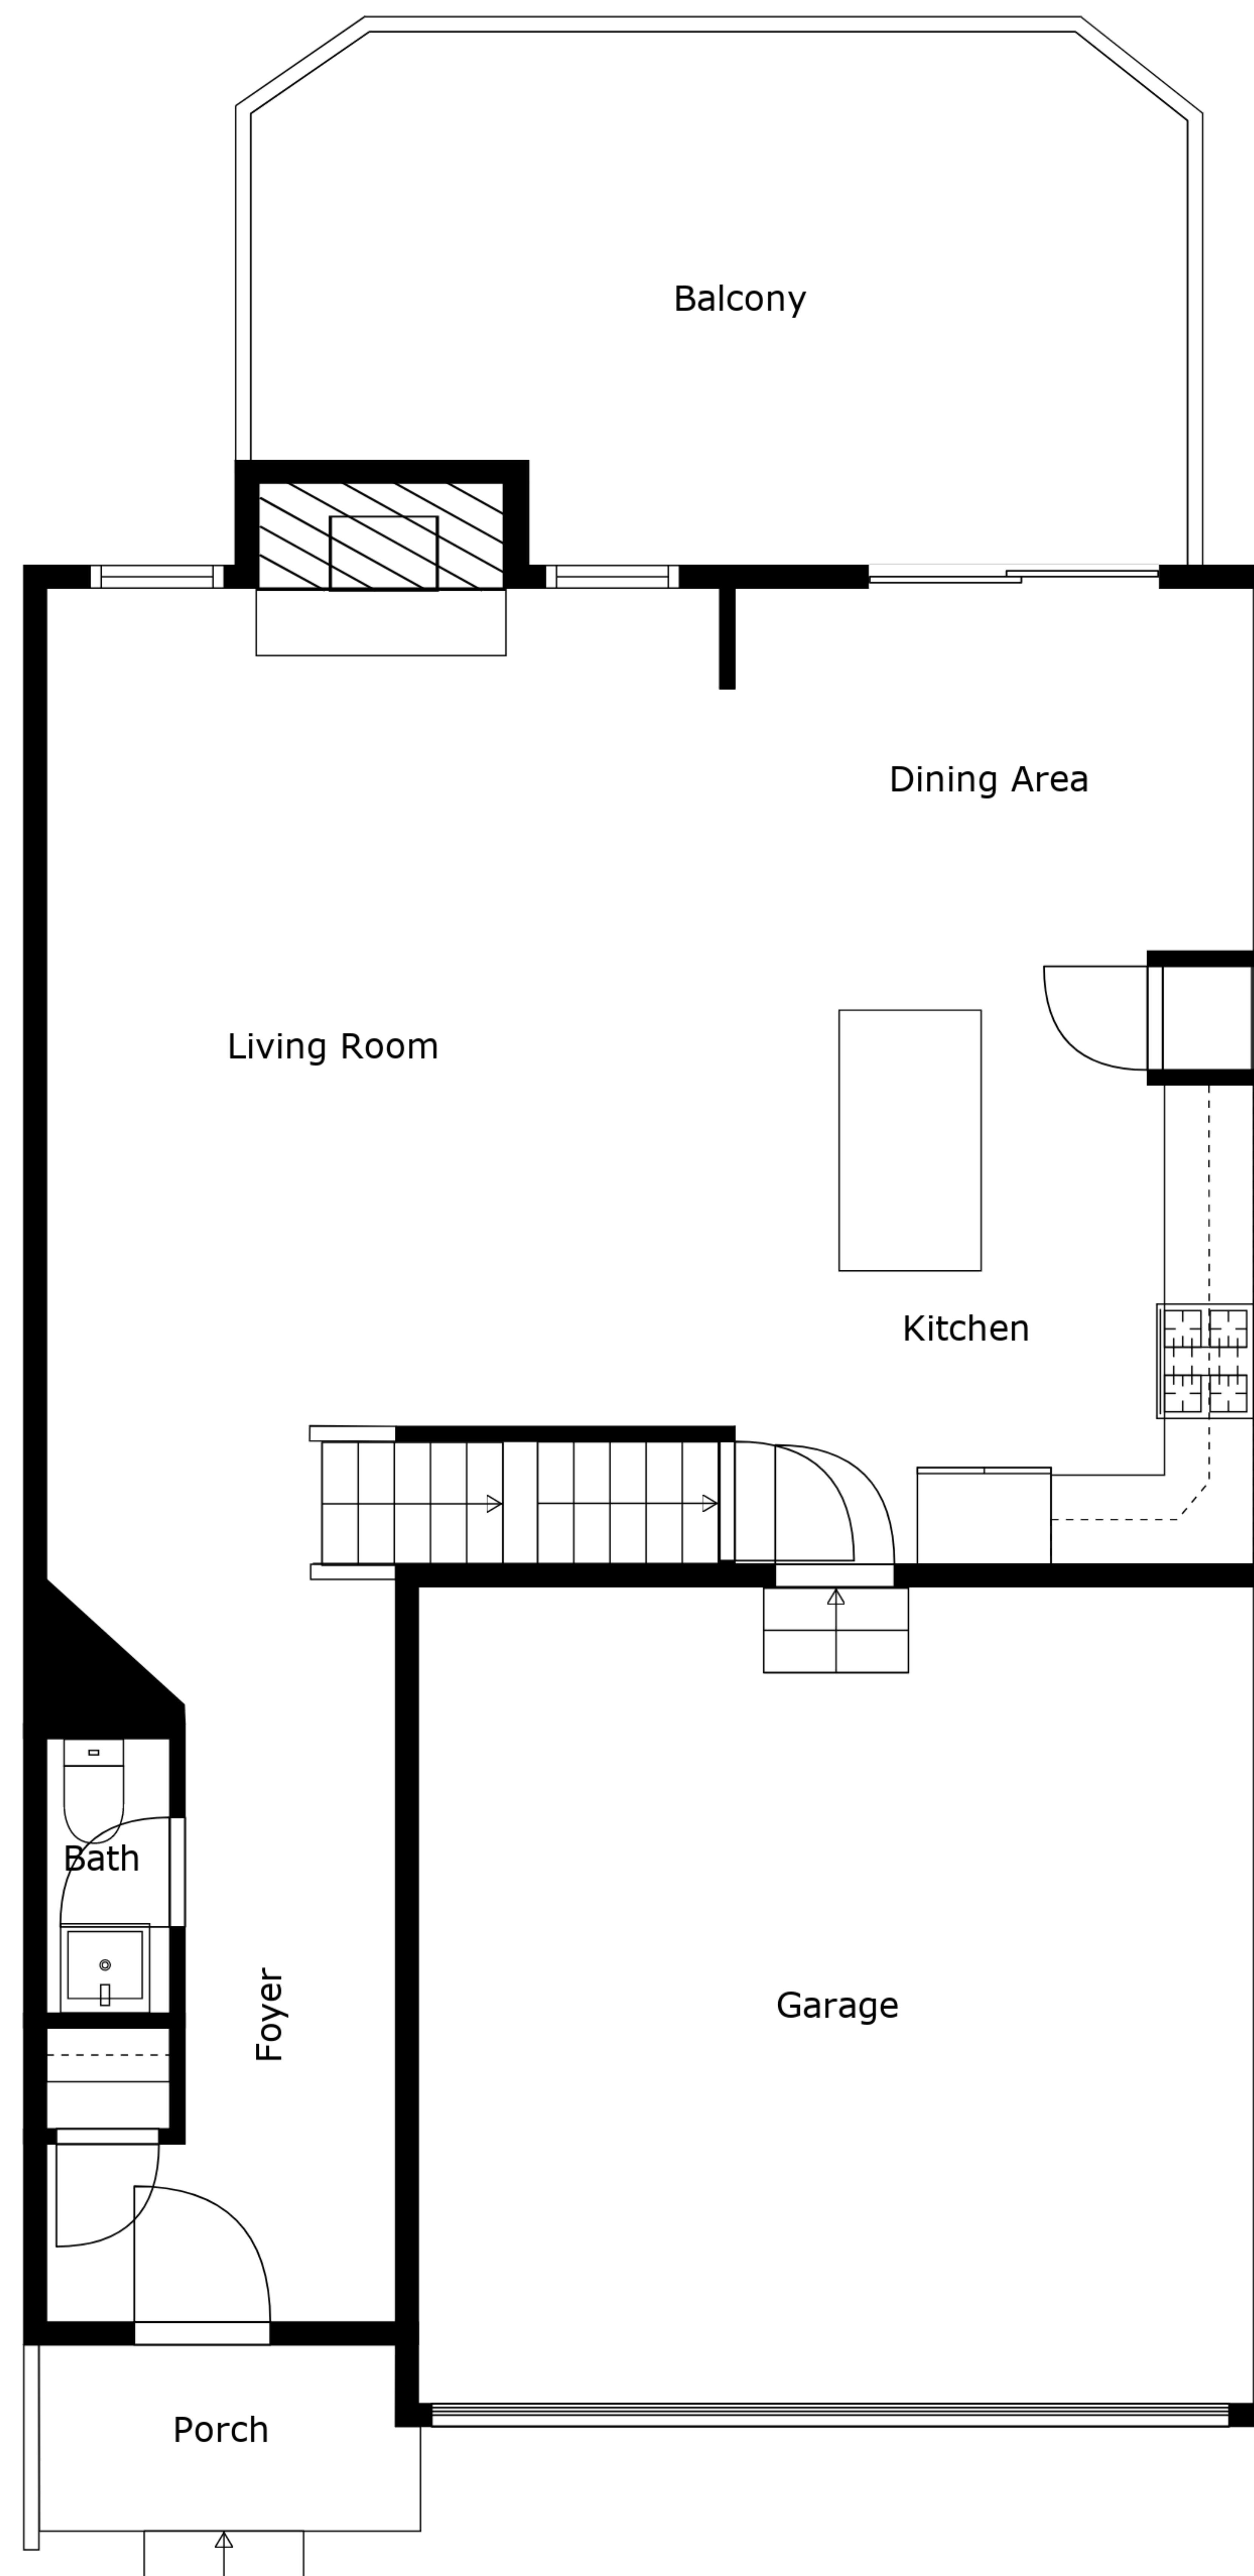 Balcony
Dining Area
Living Room
Kitchen
Bath
Foyer
Garage
Porch